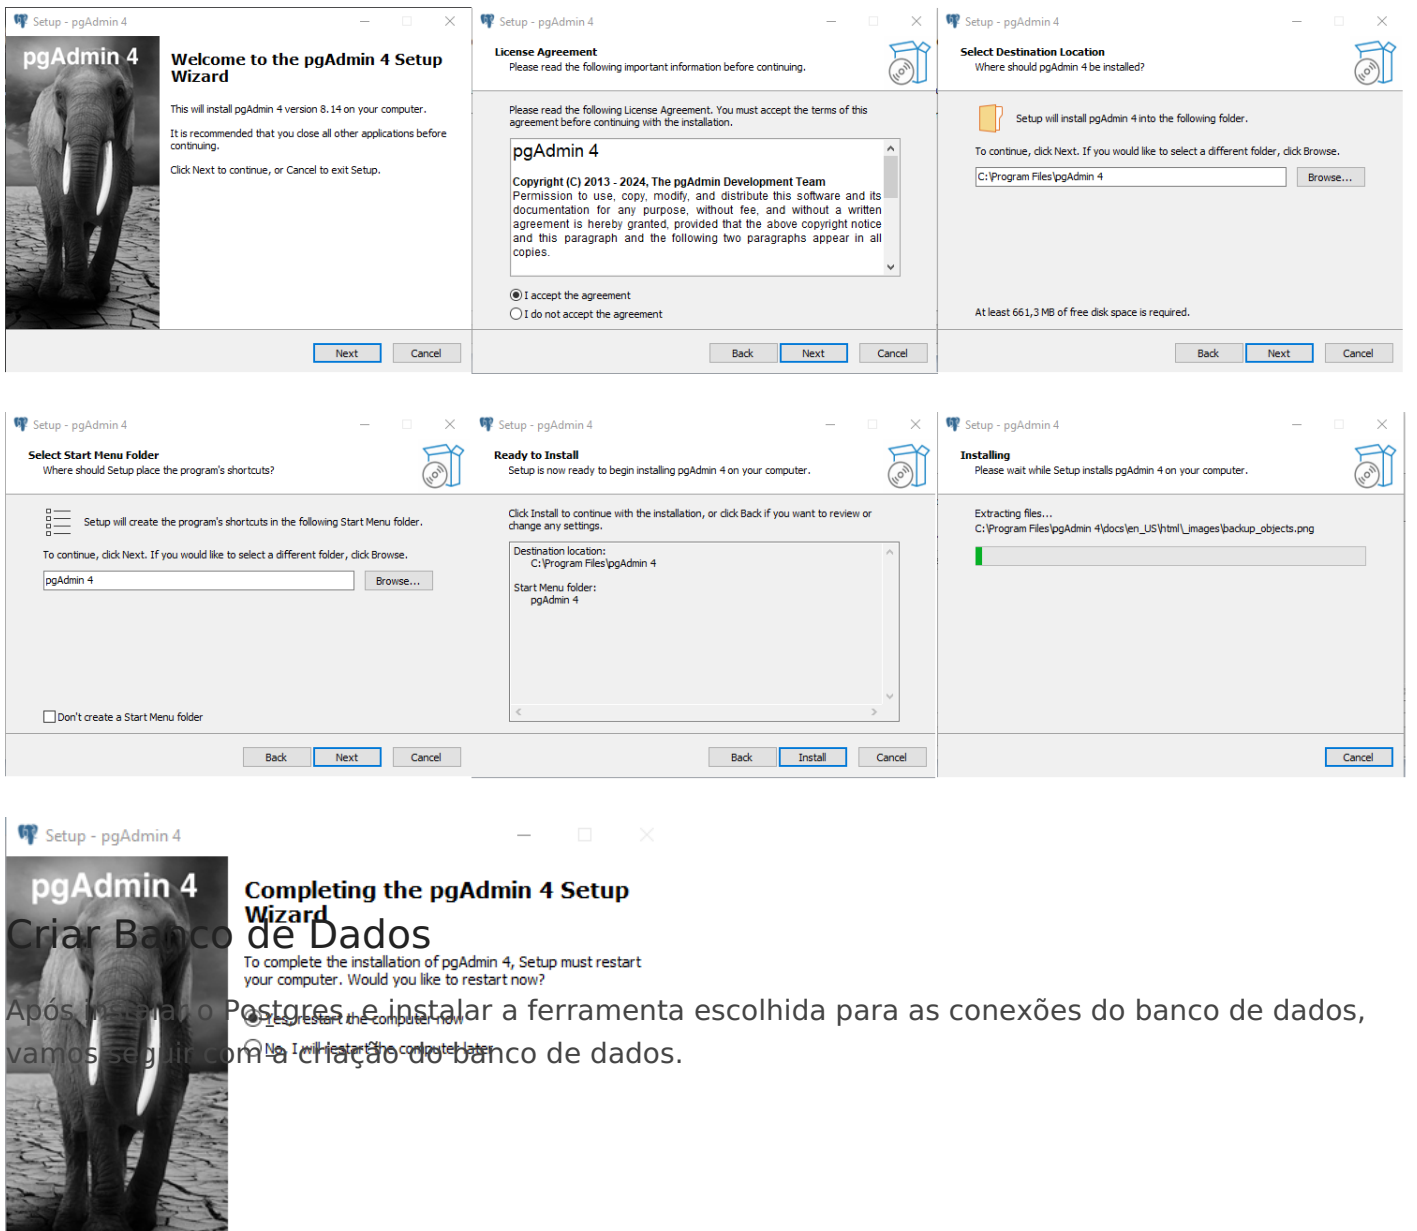 Setup - pgAdmin 4
pgAdmin 4
Welcome to the pgAdmin 4 Setup
Wizard
This will install pgAdmin 4 version 8.14 on your computer.
It is recommended that you close all other applications before
continuing.
Click Next to continue, or Cancel to exit Setup.
Next
Cancel
Setup - pgAdmin 4
License Agreement
Please read the following important information before continuing.
Please read the following License Agreement. You must accept the terms of this
agreement before continuing with the installation.
pgAdmin 4
Copyright (C) 2013 - 2024, The pgAdmin Development Team
Permission to use, copy, modify, and distribute this software and its
documentation for any purpose, without fee, and without a written
agreement is hereby granted, provided that the above copyright notice
and this paragraph and the following two paragraphs appear in all
copies.
I accept the agreement
I do not accept the agreement
Back
Next
Cancel
Setup - pgAdmin 4
Select Destination Location
Where should pgAdmin 4 be installed?
Setup will install pgAdmin 4 into the following folder.
To continue, click Next. If you would like to select a different folder, click Browse.
C:\Program Files\pgAdmin 4
Browse...
At least 661,3 MB of free disk space is required.
Back
Next
Cancel
Setup - pgAdmin 4
Select Start Menu Folder
Where should Setup place the program's shortcuts?
Setup will create the program's shortcuts in the following Start Menu folder.
To continue, click Next. If you would like to select a different folder, click Browse.
pgAdmin 4
Browse...
Don't create a Start Menu folder
Back
Next
Cancel
Setup - pgAdmin 4
Ready to Install
Setup is now ready to begin installing pgAdmin 4 on your computer.
Click Install to continue with the installation, or click Back if you want to review or
change any settings.
Destination location:
C:\Program Files\pgAdmin 4
Start Menu folder:
pgAdmin 4
Back
Install
Cancel
Setup - pgAdmin 4
Installing
Please wait while Setup installs pgAdmin 4 on your computer.
Extracting files...
C:\Program Files\pgAdmin 4\docs\en_US\html\_images\backup_objects.png
Cancel
Setup - pgAdmin 4
pgAdmin 4
Completing the pgAdmin 4 Setup
Wizard
Criar Banco de Dados
To complete the installation of pgAdmin 4, Setup must restart
your computer. Would you like to restart now?
Após instalar o Postgres, e instalar a ferramenta escolhida para as conexões do banco de dados,
Yes, restart the computer now
No, I will restart the computer later
vamos seguir com a criação do banco de dados.